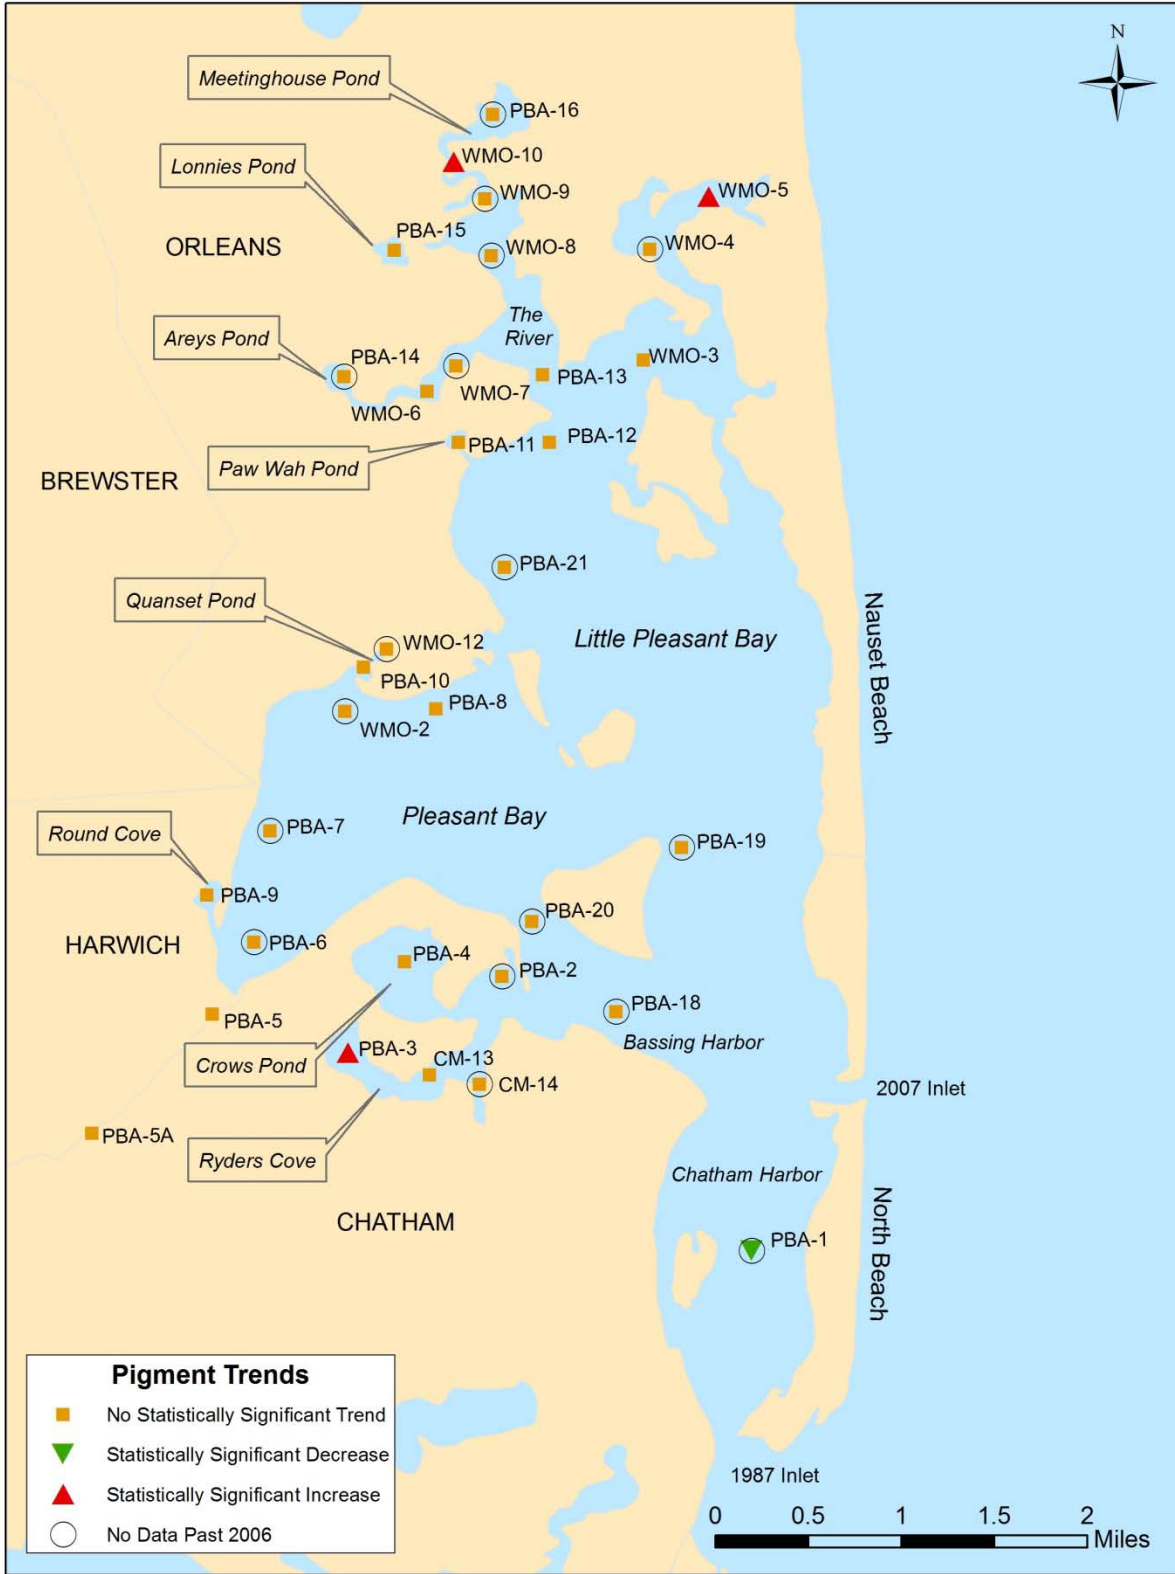 N
Meetinghouse Pond
PBA-16
WMO-10
Lonnies Pond
WMO-9
WMO-5
PBA-15
ORLEANS
WMO-8
WMO-4
The
River
Areys Pond
PBA-14
WMO-3
WMO-7
PBA-13
WMO-6
PBA-11
PBA-12
Paw Wah Pond
BREWSTER
PBA-21
Quanset Pond
Little Pleasant Bay
Nauset Beach
WMO-12
PBA-10
PBA-8
WMO-2
Pleasant Bay
PBA-7
Round Cove
PBA-19
PBA-9
PBA-20
HARWICH
PBA-6
PBA-4
PBA-2
PBA-18
PBA-5
Bassing Harbor
PBA-3
CM-13
Crows Pond
CM-14
2007 Inlet
PBA-5A
Ryders Cove
Chatham Harbor
CHATHAM
PBA-1
North Beach
Pigment Trends
No Statistically Significant Trend
Statistically Significant Decrease
Statistically Significant Increase
No Data Past 2006
1987 Inlet
0 0.5 1 1.5 2
Miles